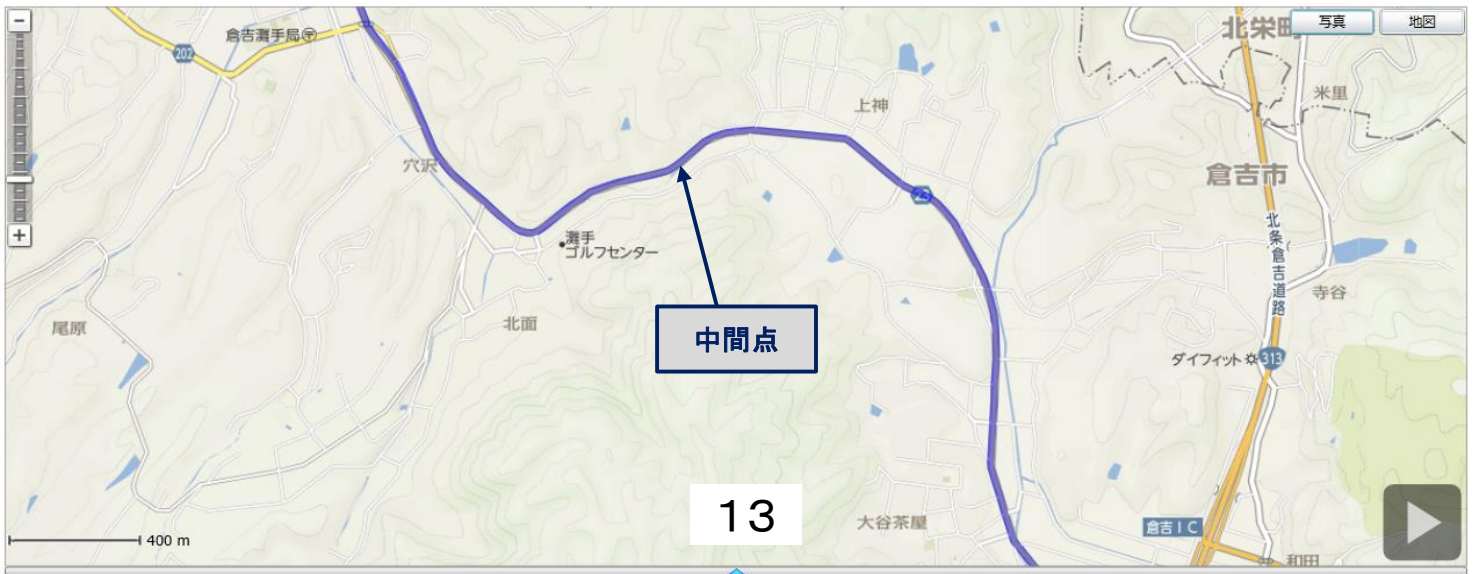 −
写真
地図
北栄町
倉吉灘手局〒
202
米里
上神
穴沢
倉吉市
23
北条倉吉道路
灘手
ゴルフセンター
寺谷
尾原
北面
中間点
ダイフィット
313
+
13
大谷茶屋
倉吉IC
400 m
和田